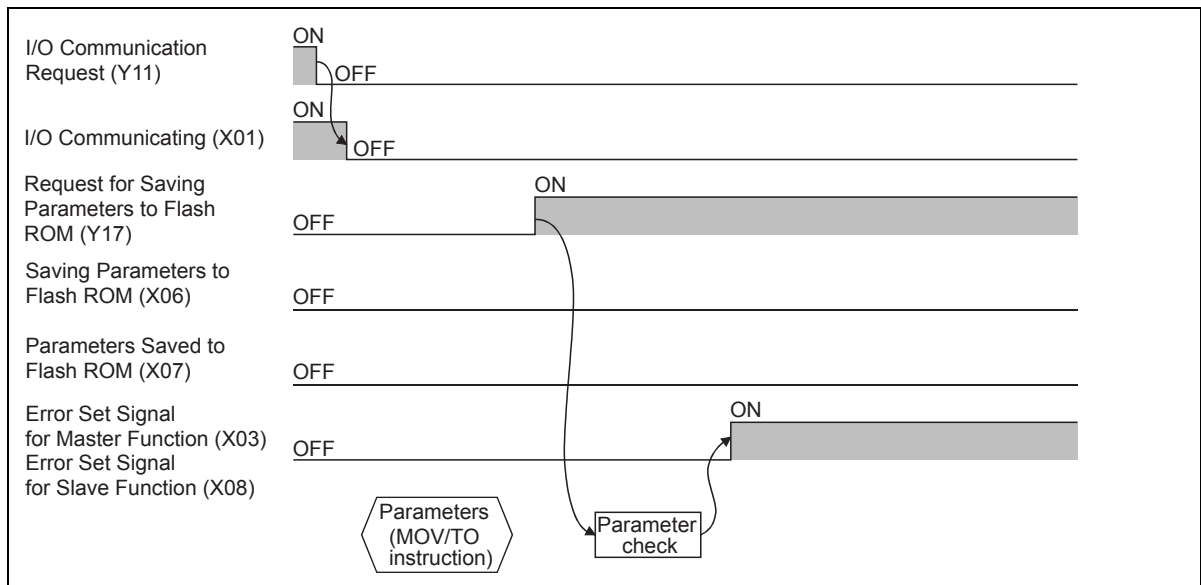 ON
I/O Communication
Request (Y11)
OFF
ON
I/O Communicating (X01)
OFF
Request for Saving
Parameters to Flash
ROM (Y17)
ON
OFF
Saving Parameters to
Flash ROM (X06)
OFF
Parameters Saved to
Flash ROM (X07)
OFF
Error Set Signal
for Master Function (X03)
Error Set Signal
for Slave Function (X08)
ON
OFF
Parameters
(MOV/TO
instruction)
Parameter
check